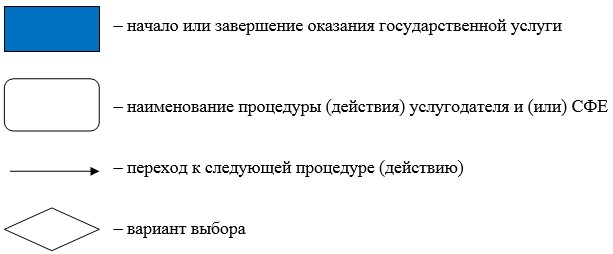 – начало или завершение оказания государственной услуги
– наименование процедуры (действия) услугодателя и (или) СФЕ
– переход к следующей процедуре (действию)
– вариант выбора